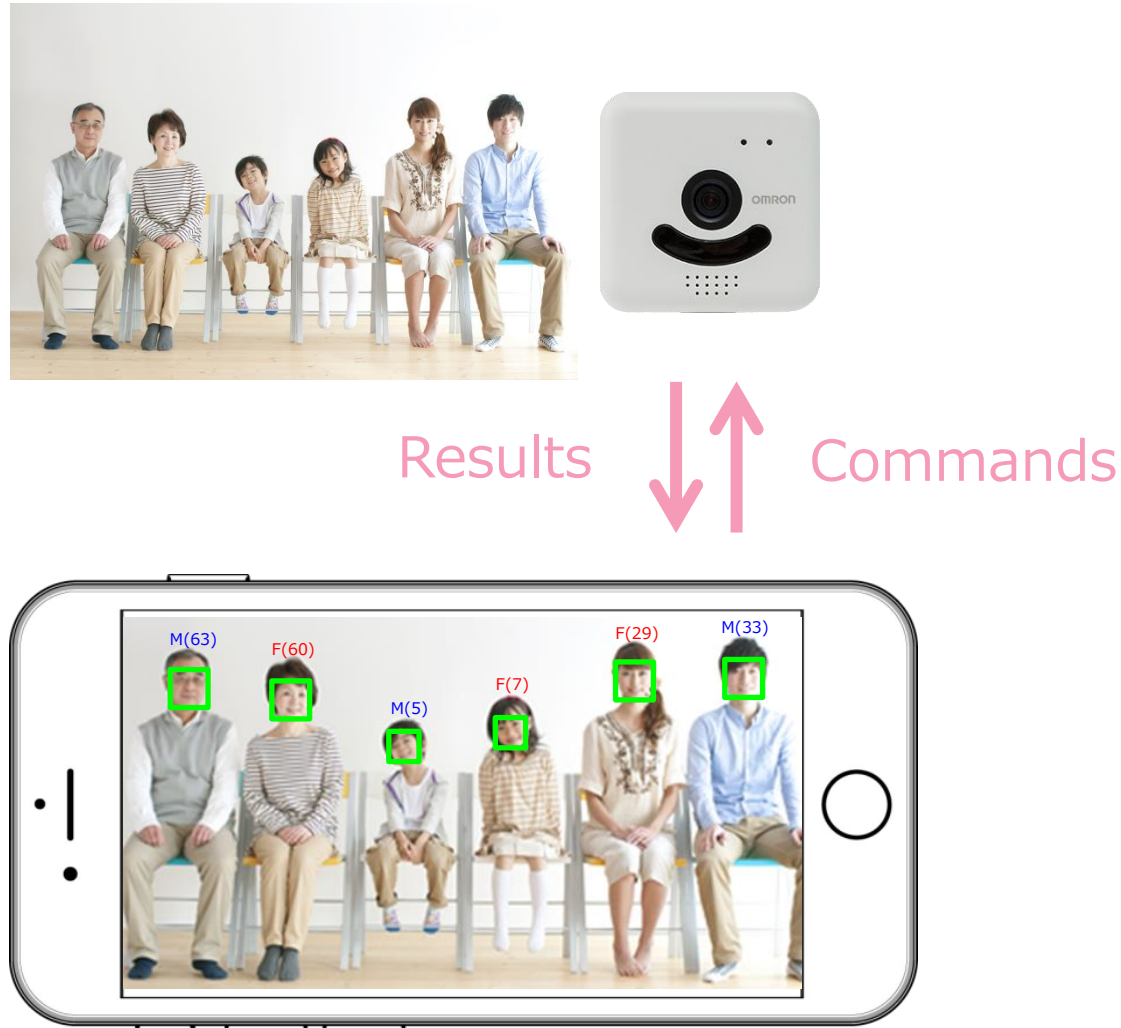 OMRON
Results
Commands
M(63)
F(60)
M(5)
F(7)
F(29)
M(33)